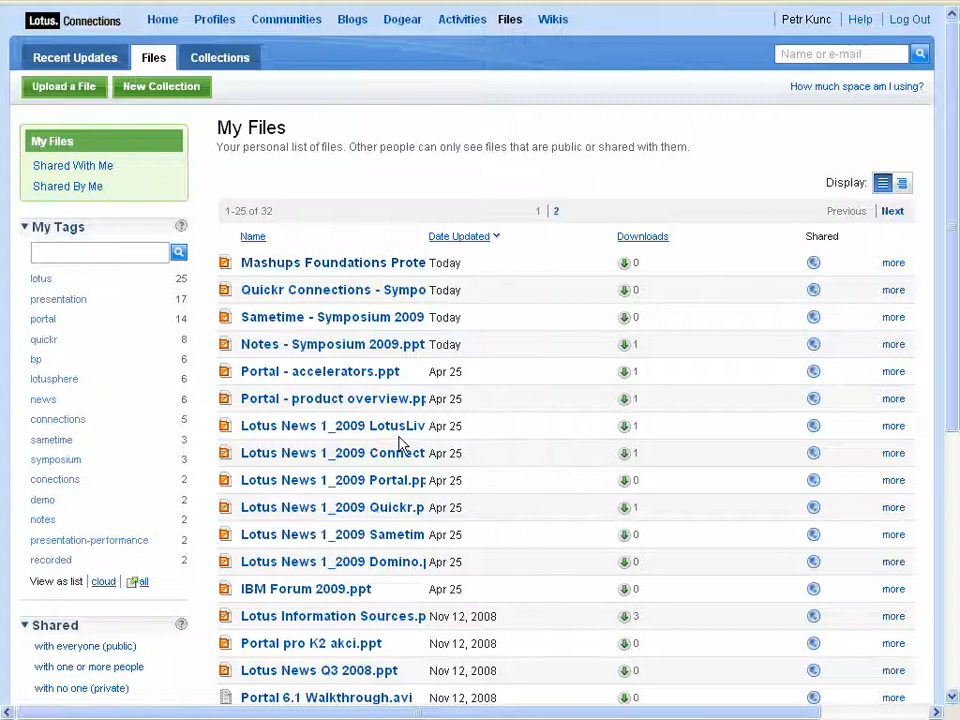 Lotus. Connections Home Profiles Communities Blogs Dogear Activities Files Wikis Petr Kunc Help Log Out
Recent Updates Files Collections Name or e-mail
Upload a File New Collection How much space am I using?
My Files
Shared With Me
Shared By Me
My Tags ?
lotus 25
presentation 17
portal 14
quickr 8
bp 6
lotusphere 6
news 6
connections 5
sametime 3
symposium 3
conections 2
demo 2
notes 2
presentation-performance 2
recorded 2
View as list cloud all
Shared ?
with everyone (public)
with one or more people
with no one (private)
My Files
Your personal list of files. Other people can only see files that are public or shared with them.
Display:
1-25 of 32 1 2 Previous Next
Name Date Updated Downloads Shared
Mashups Foundations Prote Today 0 more
Quickr Connections - Sympo Today 0 more
Sametime - Symposium 2009 Today 0 more
Notes - Symposium 2009.ppt Today 1 more
Portal - accelerators.ppt Apr 25 1 more
Portal - product overview.pp Apr 25 1 more
Lotus News 1_2009 LotusLiv Apr 25 1 more
Lotus News 1_2009 Connect Apr 25 1 more
Lotus News 1_2009 Portal.pp Apr 25 0 more
Lotus News 1_2009 Quickr.p Apr 25 1 more
Lotus News 1_2009 Sametim Apr 25 0 more
Lotus News 1_2009 Domino.p Apr 25 0 more
IBM Forum 2009.ppt Apr 25 0 more
Lotus Information Sources.p Nov 12, 2008 3 more
Portal pro K2 akci.ppt Nov 12, 2008 0 more
Lotus News Q3 2008.ppt Nov 12, 2008 0 more
Portal 6.1 Walkthrough.avi Nov 12, 2008 0 more